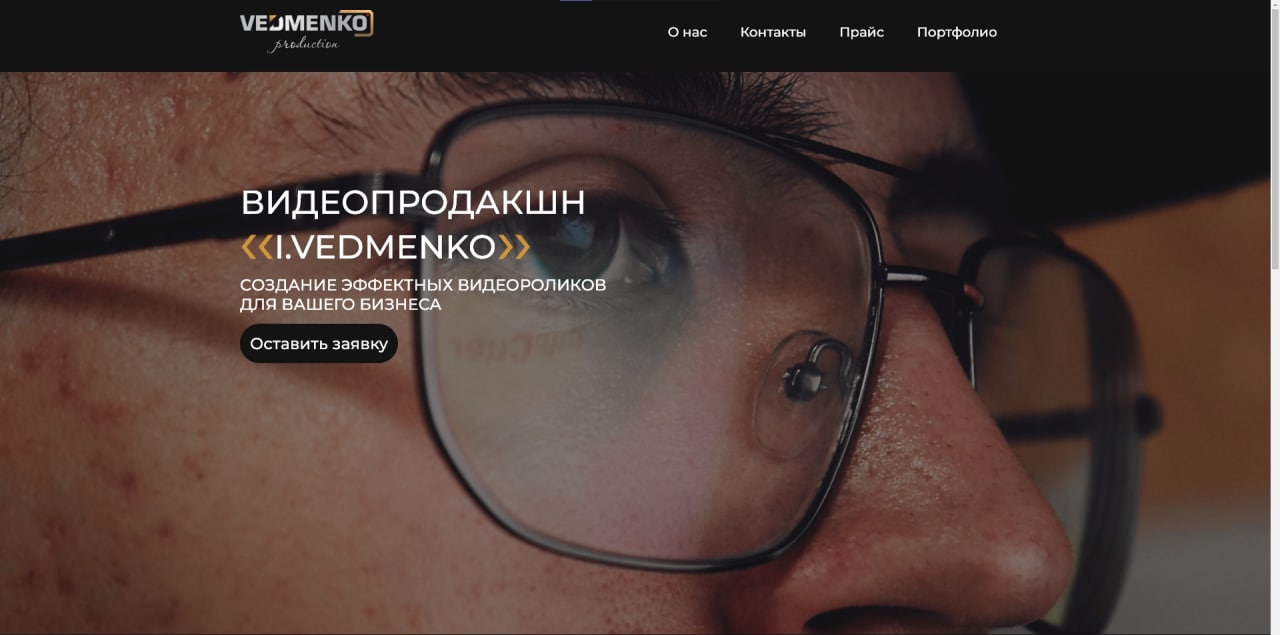 VEDMENKO
production
О нас Контакты Прайс Портфолио
ВИДЕОПРОДАКШН
❮❮I.VEDMENKO❯❯
СОЗДАНИЕ ЭФФЕКТНЫХ ВИДЕОРОЛИКОВ
ДЛЯ ВАШЕГО БИЗНЕСА
Оставить заявку